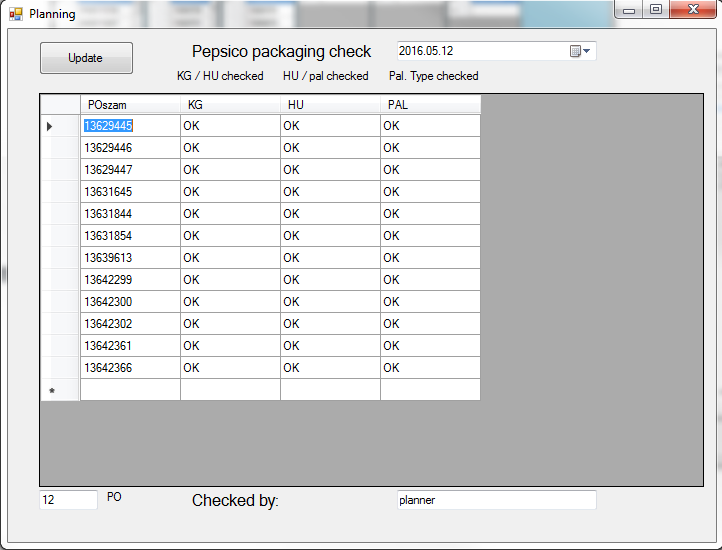 Planning
Update Pepsico packaging check 2016.05.12
KG / HU checked HU / pal checked Pal. Type checked
POszam KG HU PAL
13629445 OK OK OK
13629446 OK OK OK
13629447 OK OK OK
13631645 OK OK OK
13631844 OK OK OK
13631854 OK OK OK
13639613 OK OK OK
13642299 OK OK OK
13642300 OK OK OK
13642302 OK OK OK
13642361 OK OK OK
13642366 OK OK OK
*
12 PO Checked by: planner